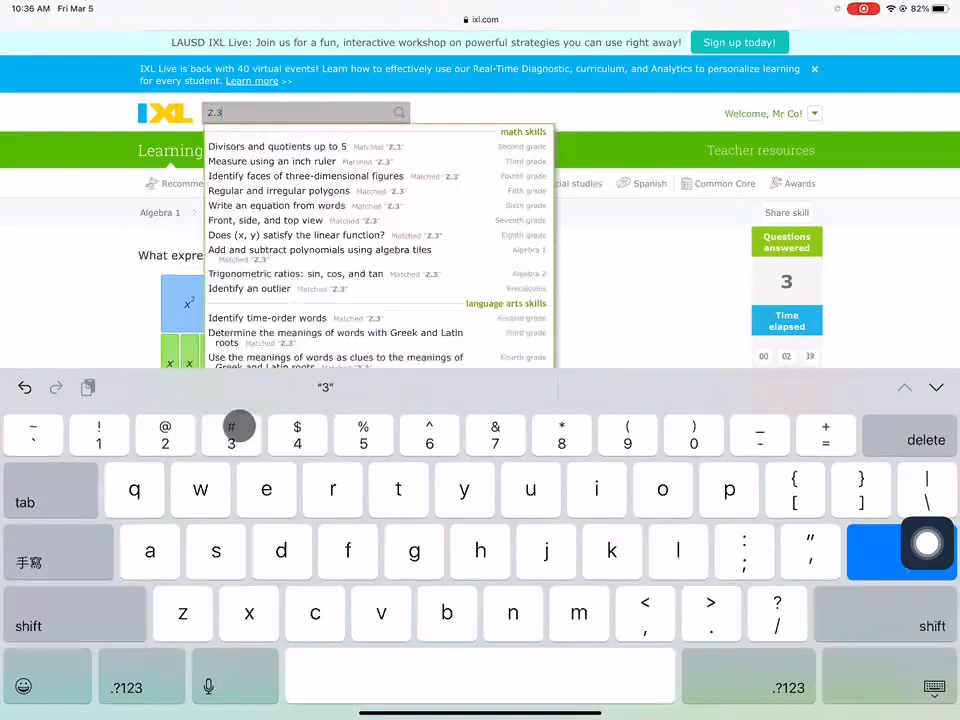 10:36 AM Fri Mar 5
82%
ixl.com
LAUSD IXL Live: Join us for a fun, interactive workshop on powerful strategies you can use right away!
Sign up today!
IXL Live is back with 40 virtual events! Learn how to effectively use our Real-Time Diagnostic, curriculum, and Analytics to personalize learning
for every student. Learn more >>
IXL
Z.3
Welcome, Mr Co!
Learning
Teacher resources
Recomme
cial studies
Spanish
Common Core
Awards
Algebra 1
Share skill
What expre
x²
x x
math skills
Divisors and quotients up to 5 Matched "Z.3" Second grade
Measure using an inch ruler Matched "Z.3" Third grade
Identify faces of three-dimensional figures Matched "Z.3" Fourth grade
Regular and irregular polygons Matched "Z.3" Fifth grade
Write an equation from words Matched "Z.3" Sixth grade
Front, side, and top view Matched "Z.3" Seventh grade
Does (x, y) satisfy the linear function? Matched "Z.3" Eighth grade
Add and subtract polynomials using algebra tiles Algebra 1
Matched "Z.3"
Trigonometric ratios: sin, cos, and tan Matched "Z.3" Algebra 2
Identify an outlier Matched "Z.3" Precalculus
language arts skills
Identify time-order words Matched "Z.3" Second grade
Determine the meanings of words with Greek and Latin Third grade
roots Matched "Z.3"
Use the meanings of words as clues to the meanings of Fourth grade
Greek and Latin roots Matched "Z.3"
Questions
answered
3
Time
elapsed
00 02 39
"3"
~ ! @ # $ % ^ & * ( ) _ +
` 1 2 3 4 5 6 7 8 9 0 - = delete
tab q w e r t y u i o p { [ } ] | \
手寫 a s d f g h j k l : ; " '
shift z x c v b n m < , > . ? / shift
.?123 .?123